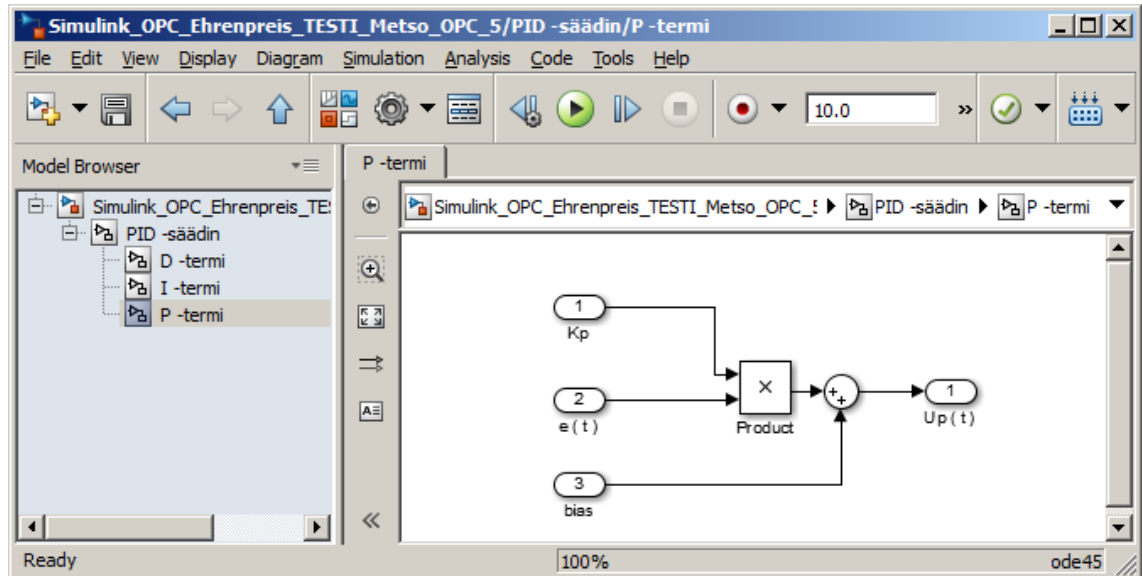 Simulink_OPC_Ehrenpreis_TESTI_Metso_OPC_5/PID -säädin/P -termi
File Edit View Display Diagram Simulation Analysis Code Tools Help
10.0 »
Model Browser
P -termi
Simulink_OPC_Ehrenpreis_TE
PID -säädin
D -termi
I -termi
P -termi
Simulink_OPC_Ehrenpreis_TESTI_Metso_OPC_ PID -säädin P -termi
1
Kp
2
e(t)
×
Product
+
+
1
Up(t)
3
bias
Ready 100% ode45